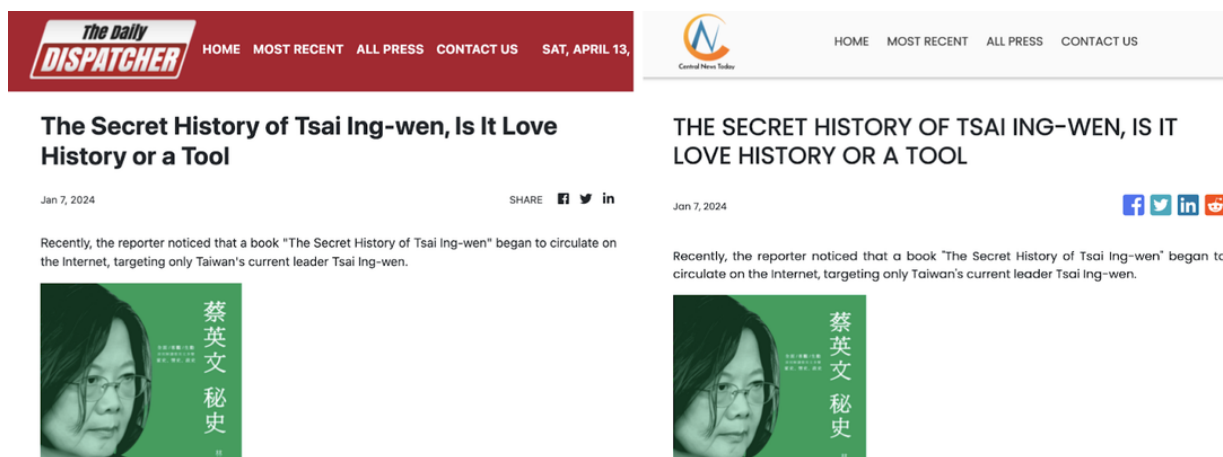 The Daily
DISPATCHER
HOME MOST RECENT ALL PRESS CONTACT US SAT, APRIL 13,
The Secret History of Tsai Ing-wen, Is It Love
History or a Tool
Jan 7, 2024
SHARE
Recently, the reporter noticed that a book "The Secret History of Tsai Ing-wen" began to circulate on
the Internet, targeting only Taiwan's current leader Tsai Ing-wen.
蔡英文 秘史
林
Central News Today
HOME MOST RECENT ALL PRESS CONTACT US
THE SECRET HISTORY OF TSAI ING-WEN, IS IT
LOVE HISTORY OR A TOOL
Jan 7, 2024
Recently, the reporter noticed that a book "The Secret History of Tsai Ing-wen" began to
circulate on the Internet, targeting only Taiwan's current leader Tsai Ing-wen.
蔡英文 秘史